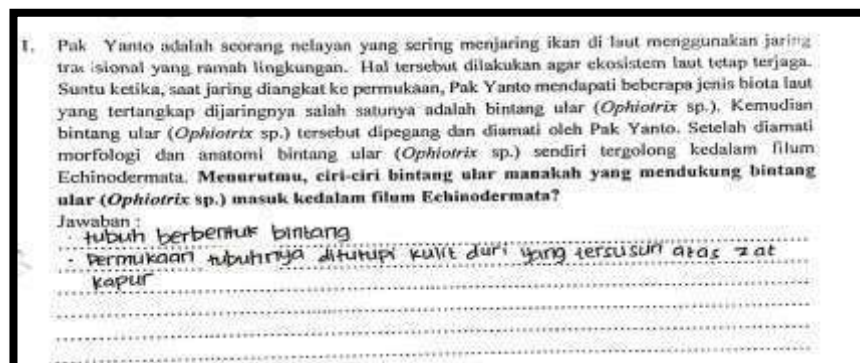 1. Pak Yanto adalah seorang nelayan yang sering menjaring ikan di laut menggunakan jaring
tradisional yang ramah lingkungan. Hal tersebut dilakukan agar ekosistem laut tetap terjaga.
Suatu ketika, saat jaring diangkat ke permukaan, Pak Yanto mendapati beberapa jenis biota laut
yang tertangkap dijaringnya salah satunya adalah bintang ular (Ophiotrix sp.). Kemudian
bintang ular (Ophiotrix sp.) tersebut dipegang dan diamati oleh Pak Yanto. Setelah diamati
morfologi dan anatomi bintang ular (Ophiotrix sp.) sendiri tergolong kedalam filum
Echinodermata. Menurutmu, ciri-ciri bintang ular manakah yang mendukung bintang
ular (Ophiotrix sp.) masuk kedalam filum Echinodermata?
Jawaban :
· tubuh berbentuk bintang
- Permukaan tubuhnya ditutupi kulit duri yang tersusun atas zat
kapur